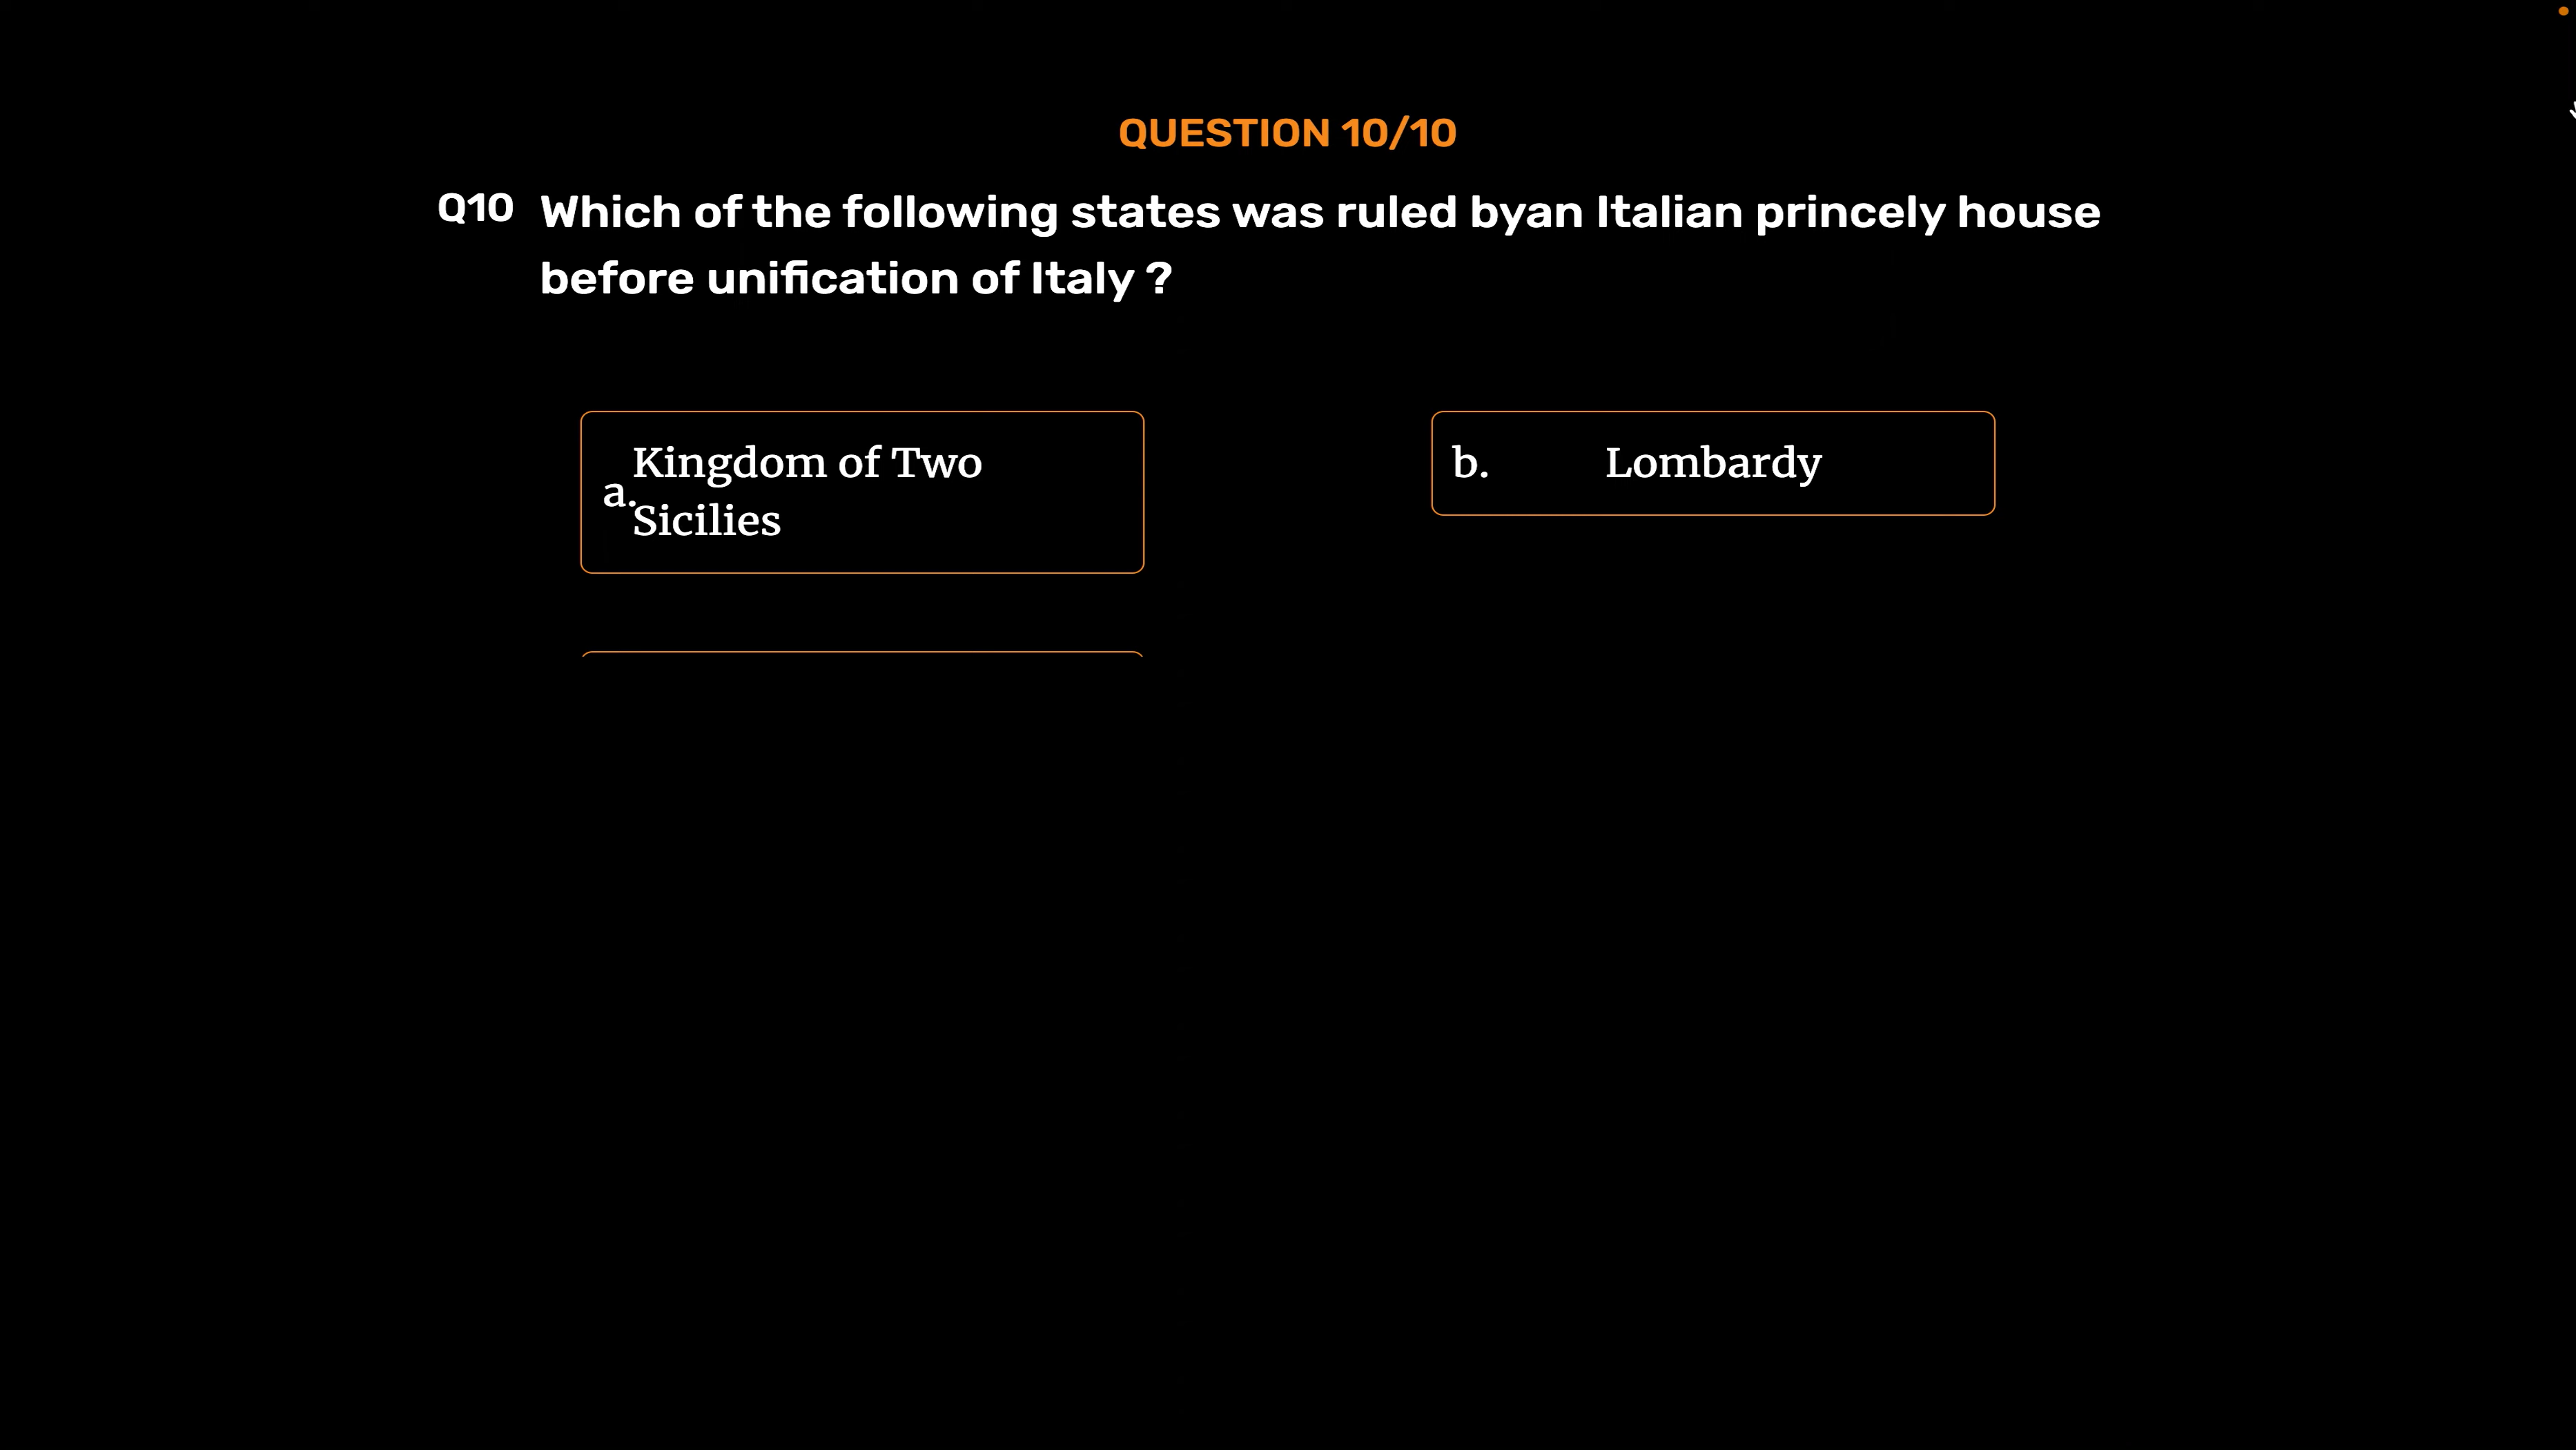 QUESTION 10/10
Q10 Which of the following states was ruled byan Italian princely house
before unification of Italy ?
a. Kingdom of Two
Sicilies
b. Lombardy